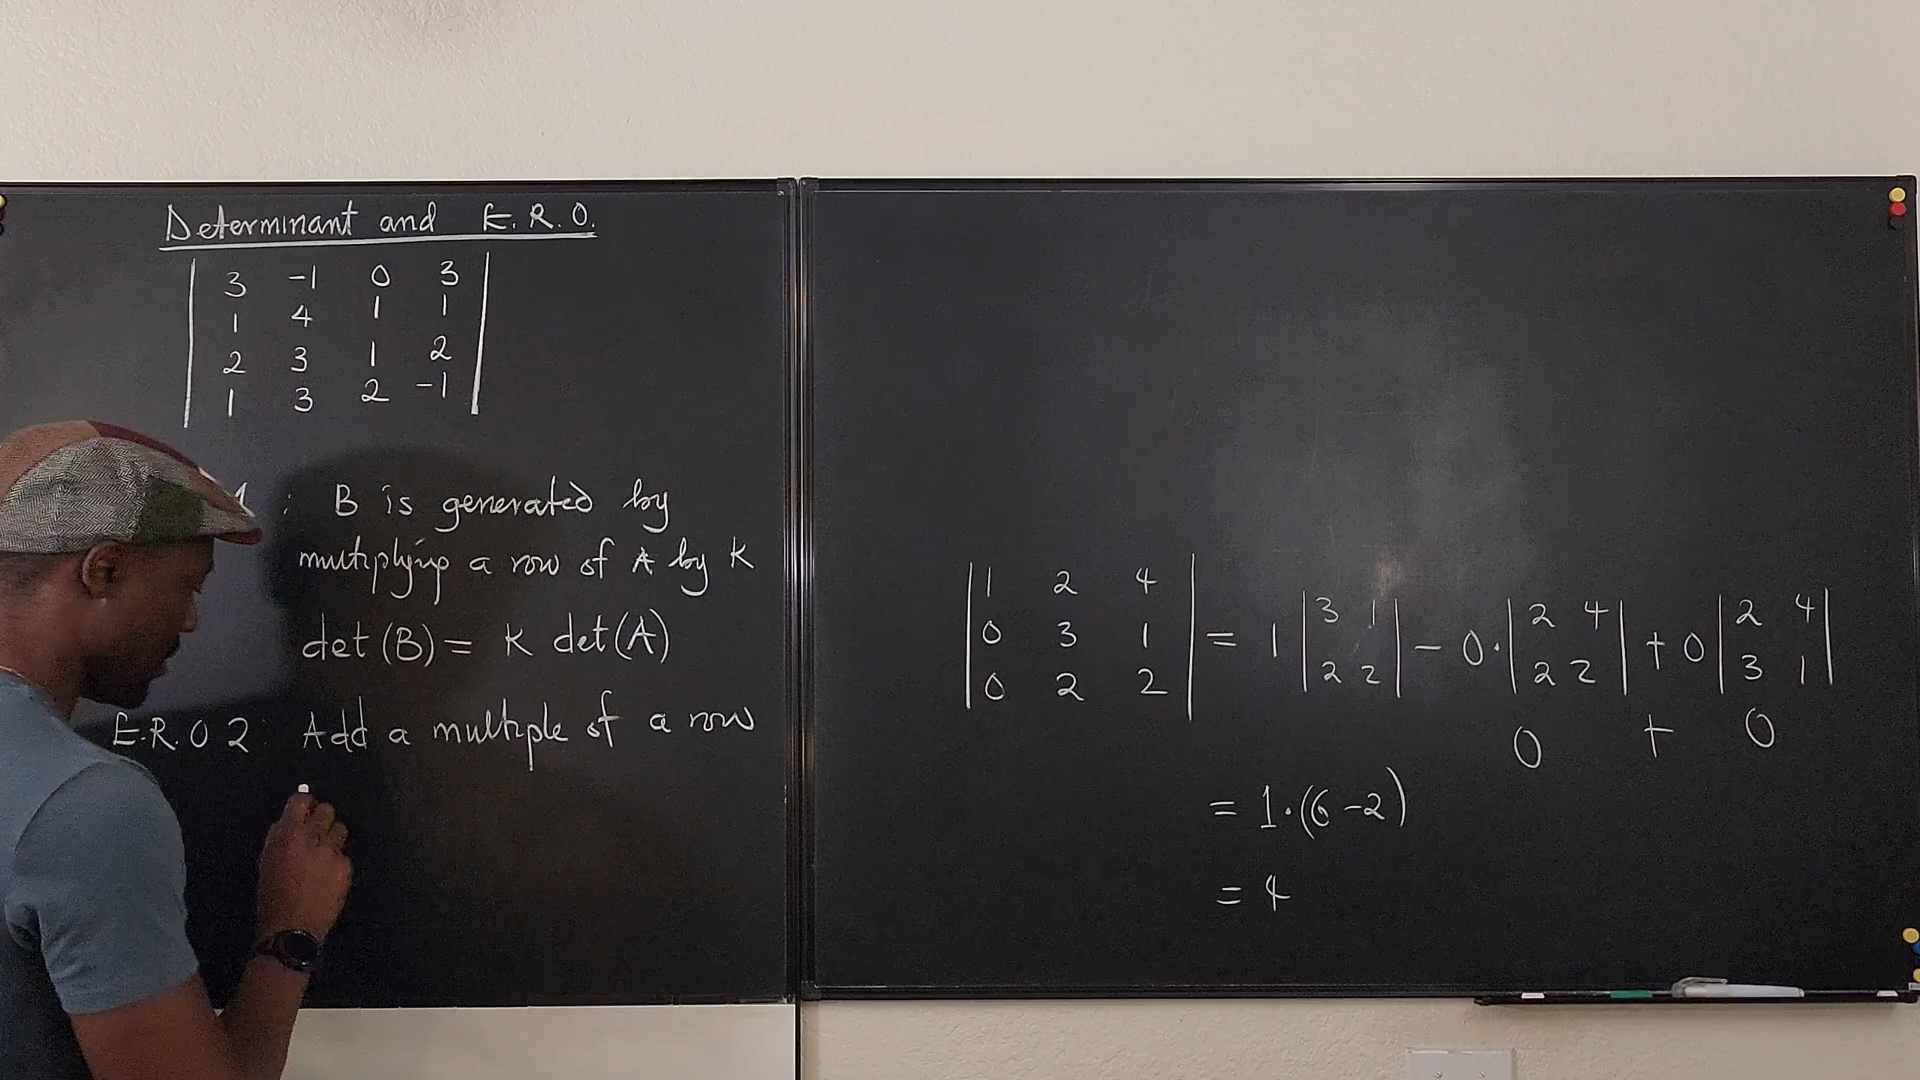 Determinant and E.R.O.
3 -1 0 3
1 4 1 1
2 3 1 2
1 3 2 -1
1 : B is generated by
multiplying a row of A by K
det (B) = K det(A)
E.R.O 2: Add a multiple of a row
1 2 4
0 3 1
0 2 2
= 1 | 3 1 | - 0 · | 2 4 | + 0 | 2 4 |
| 2 2 | | 2 2 | | 3 1 |
0 + 0
= 1·(6-2)
= 4